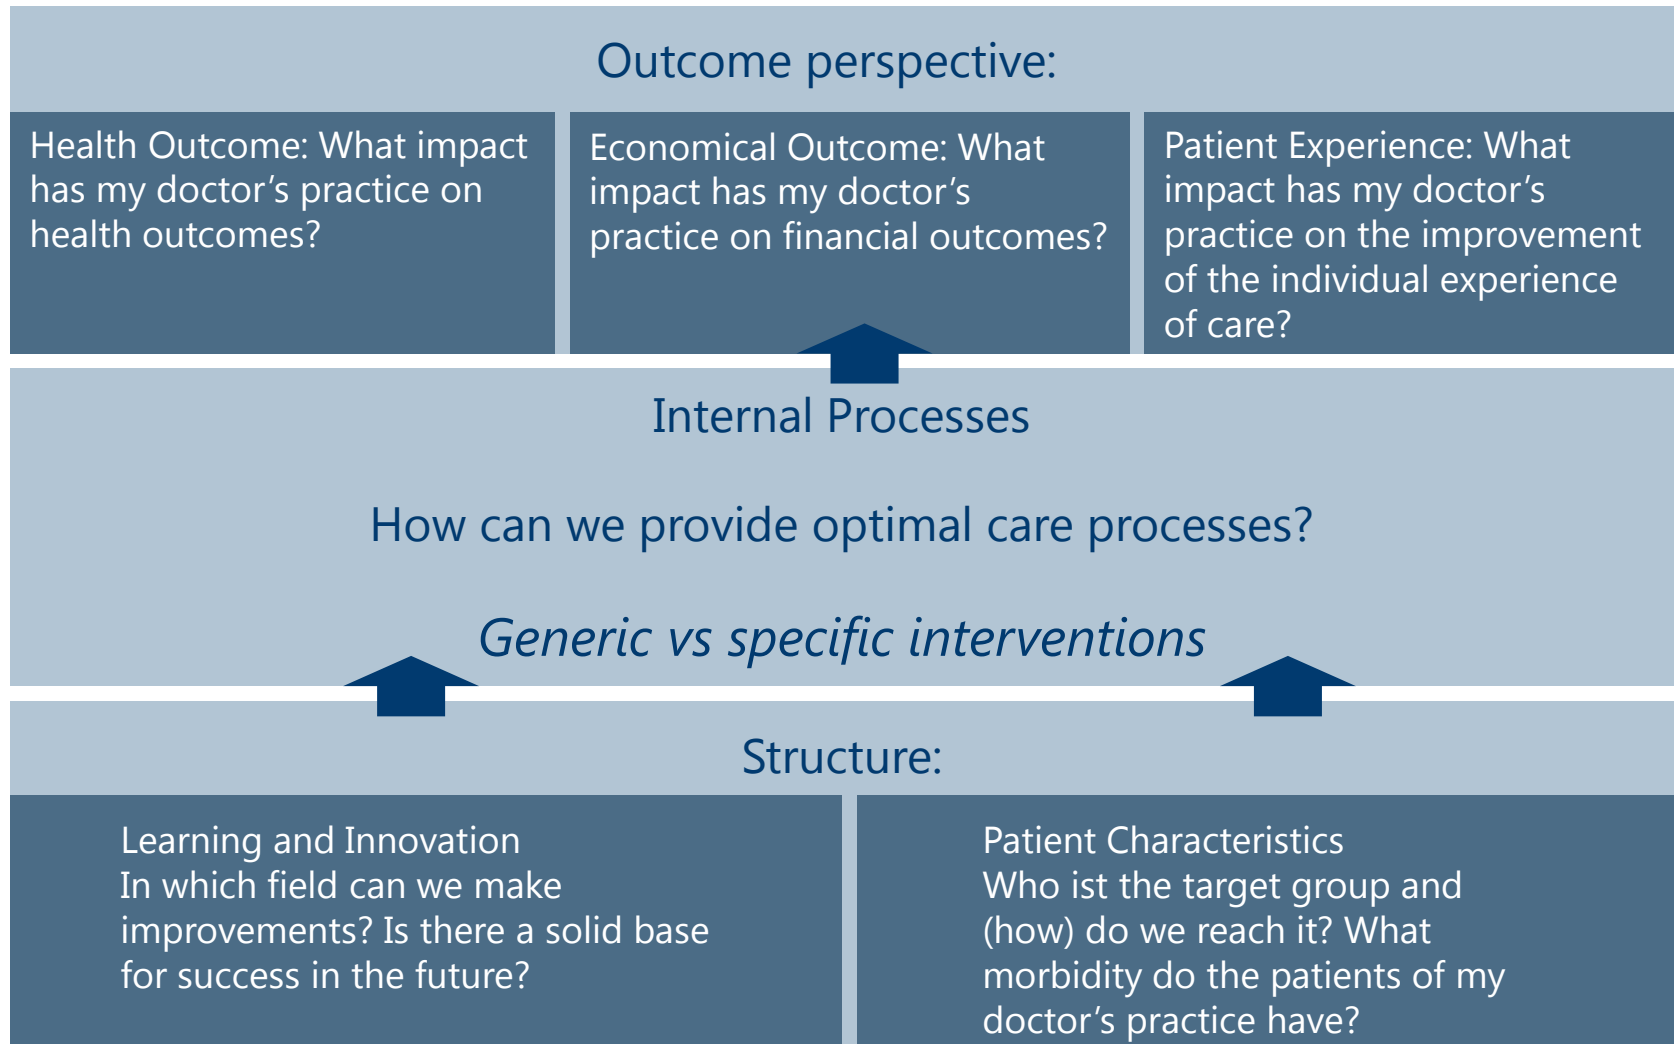 Outcome perspective:
Health Outcome: What impact
has my doctor’s practice on
health outcomes?
Economical Outcome: What
impact has my doctor’s
practice on financial outcomes?
Patient Experience: What
impact has my doctor’s
practice on the improvement
of the individual experience
of care?
Internal Processes
How can we provide optimal care processes?
Generic vs specific interventions
Structure:
Learning and Innovation
In which field can we make
improvements? Is there a solid base
for success in the future?
Patient Characteristics
Who ist the target group and
(how) do we reach it? What
morbidity do the patients of my
doctor’s practice have?